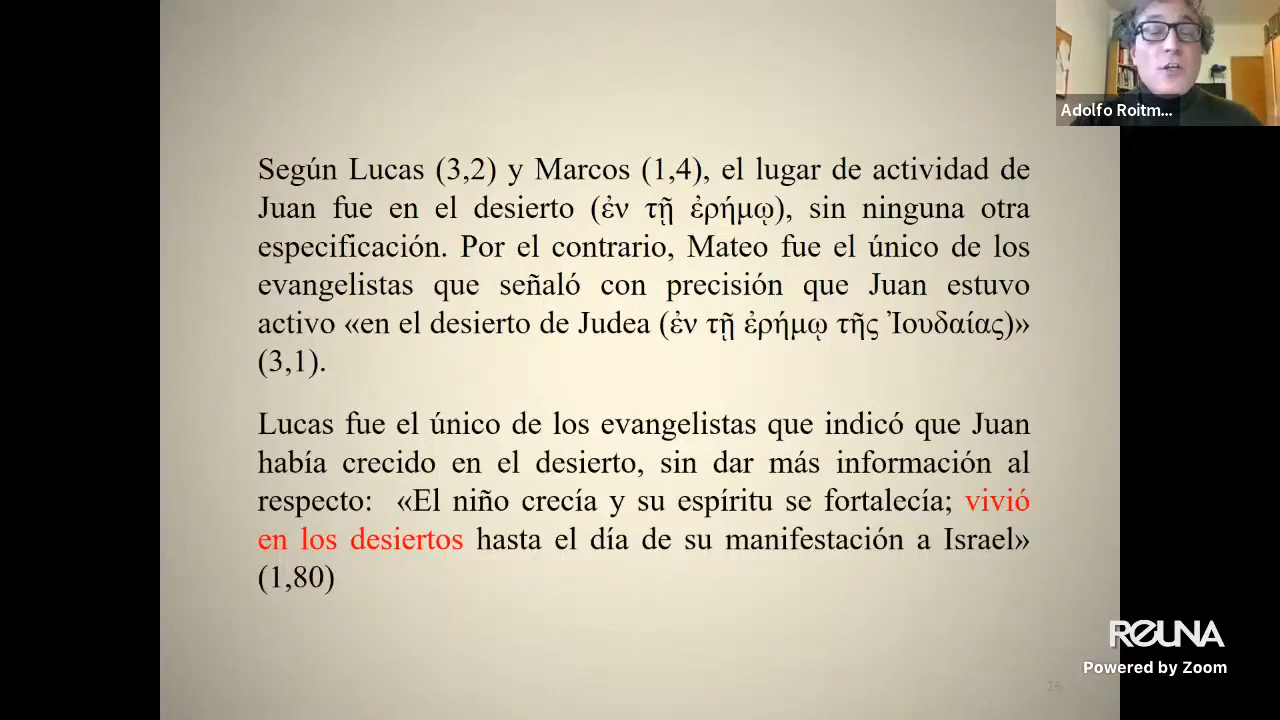 Adolfo Roitm...
Según Lucas (3,2) y Marcos (1,4), el lugar de actividad de
Juan fue en el desierto (ἐν τῇ ἐρήμῳ), sin ninguna otra
especificación. Por el contrario, Mateo fue el único de los
evangelistas que señaló con precisión que Juan estuvo
activo «en el desierto de Judea (ἐν τῇ ἐρήμῳ τῆς Ἰουδαίας)»
(3,1).
Lucas fue el único de los evangelistas que indicó que Juan
había crecido en el desierto, sin dar más información al
respecto: «El niño crecía y su espíritu se fortalecía; vivió
en los desiertos hasta el día de su manifestación a Israel»
(1,80)
REUNA
Powered by Zoom
26